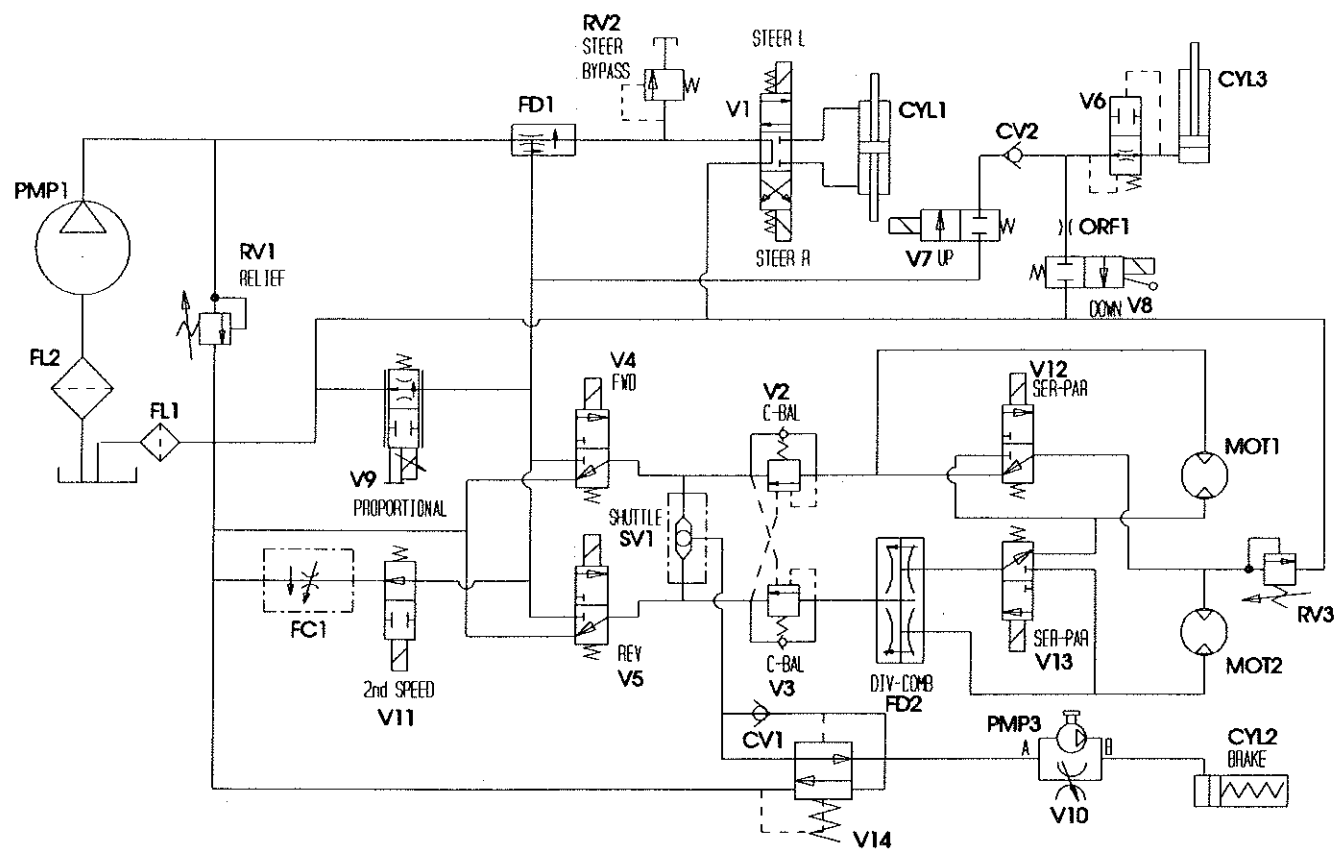 RV2
STEER
BYPASS
STEER L
FD1
V1
CYL1
V6
CYL3
CV2
PMP1
RV1
RELIEF
STEER R
V7 UP
ORF1
DOWN V8
FL2
FL1
V9
PROPORTIONAL
V4
FWD
V2
C-BAL
V12
SER-PAR
MOT1
SHUTTLE
SV1
FC1
2nd SPEED
V11
REV
V5
C-BAL
V3
DIV-COMB
FD2
SER-PAR
V13
MOT2
RV3
CV1
PMP3
A
B
V10
CYL2
BRAKE
V14